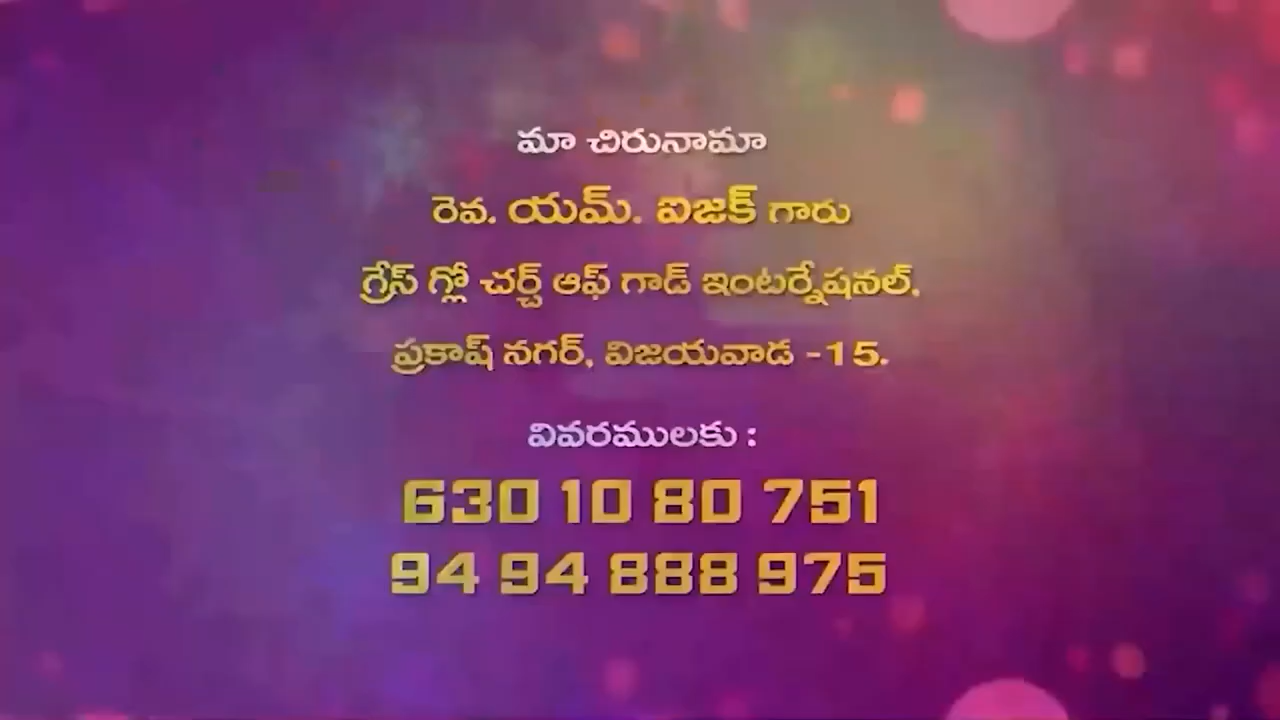 మా చిరునామా
రెవ. యమ్. ఐజక్ గారు
గ్రేస్ గ్లో చర్చ్ ఆఫ్ గాడ్ ఇంటర్నేషనల్.
ప్రకాష్ నగర్, విజయవాడ -15.
వివరములకు :
630 10 80 751
94 94 888 975